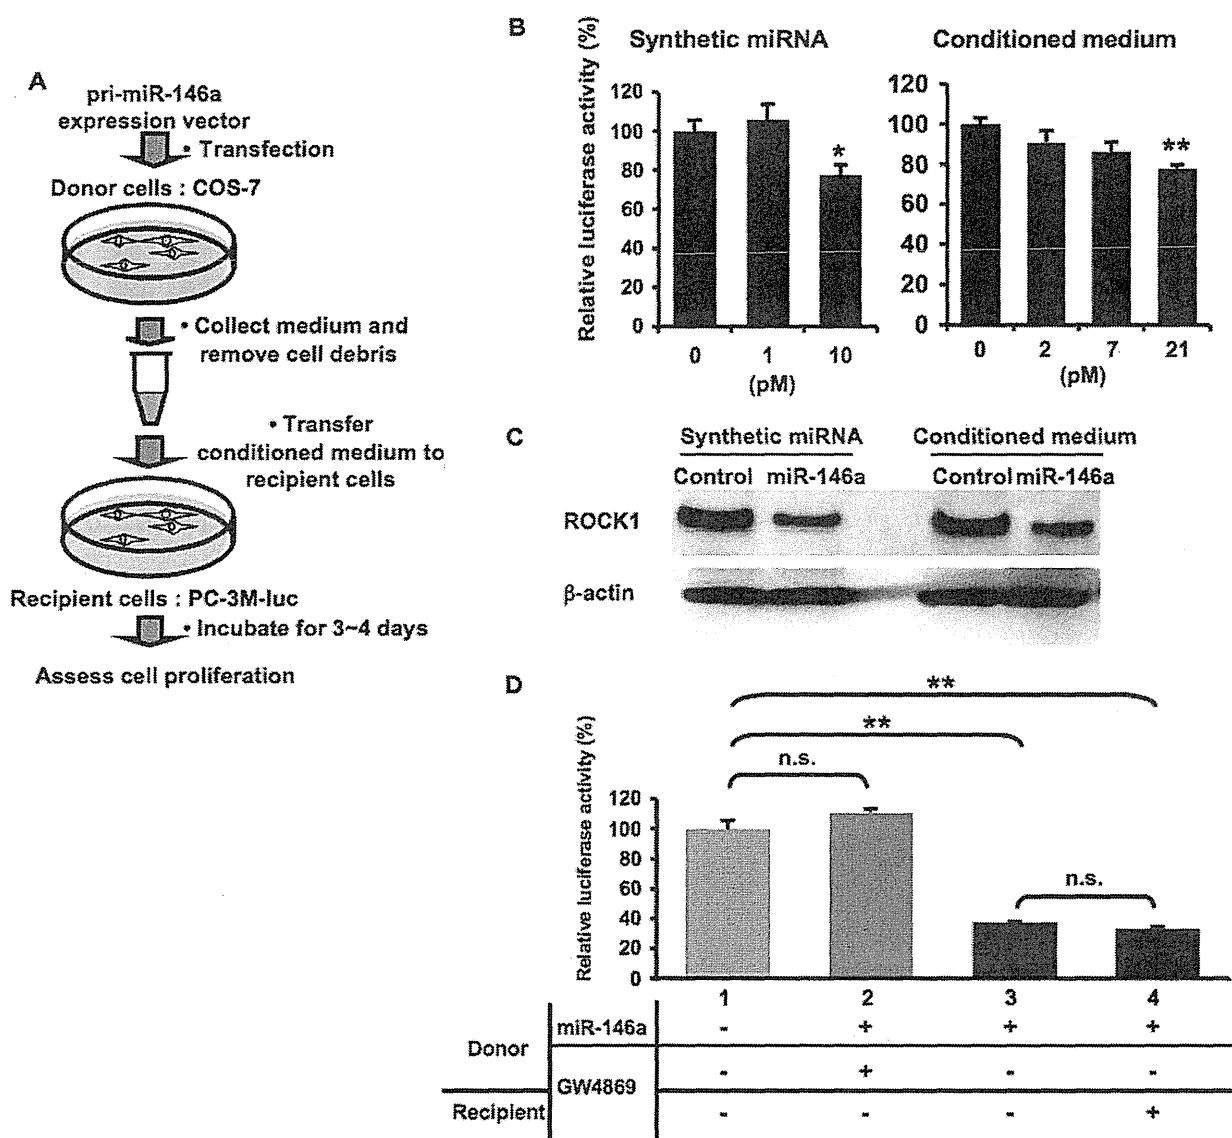 A
pri-miR-146a
expression vector
• Transfection
Donor cells : COS-7
• Collect medium and
remove cell debris
• Transfer
conditioned medium to
recipient cells
Recipient cells : PC-3M-luc
• Incubate for 3~4 days
Assess cell proliferation
B
Relative luciferase activity (%)
Synthetic miRNA
120
100
80
60
40
20
0
*
0 1 10
(pM)
Conditioned medium
120
100
80
60
40
20
0
**
0 2 7 21
(pM)
C
Synthetic miRNA Conditioned medium
Control miR-146a Control miR-146a
ROCK1
β-actin
D
Relative luciferase activity (%)
**
**
n.s.
n.s.
120
100
80
60
40
20
0
1 2 3 4
Donor miR-146a - + + +
GW4869 - + - -
Recipient - - - +